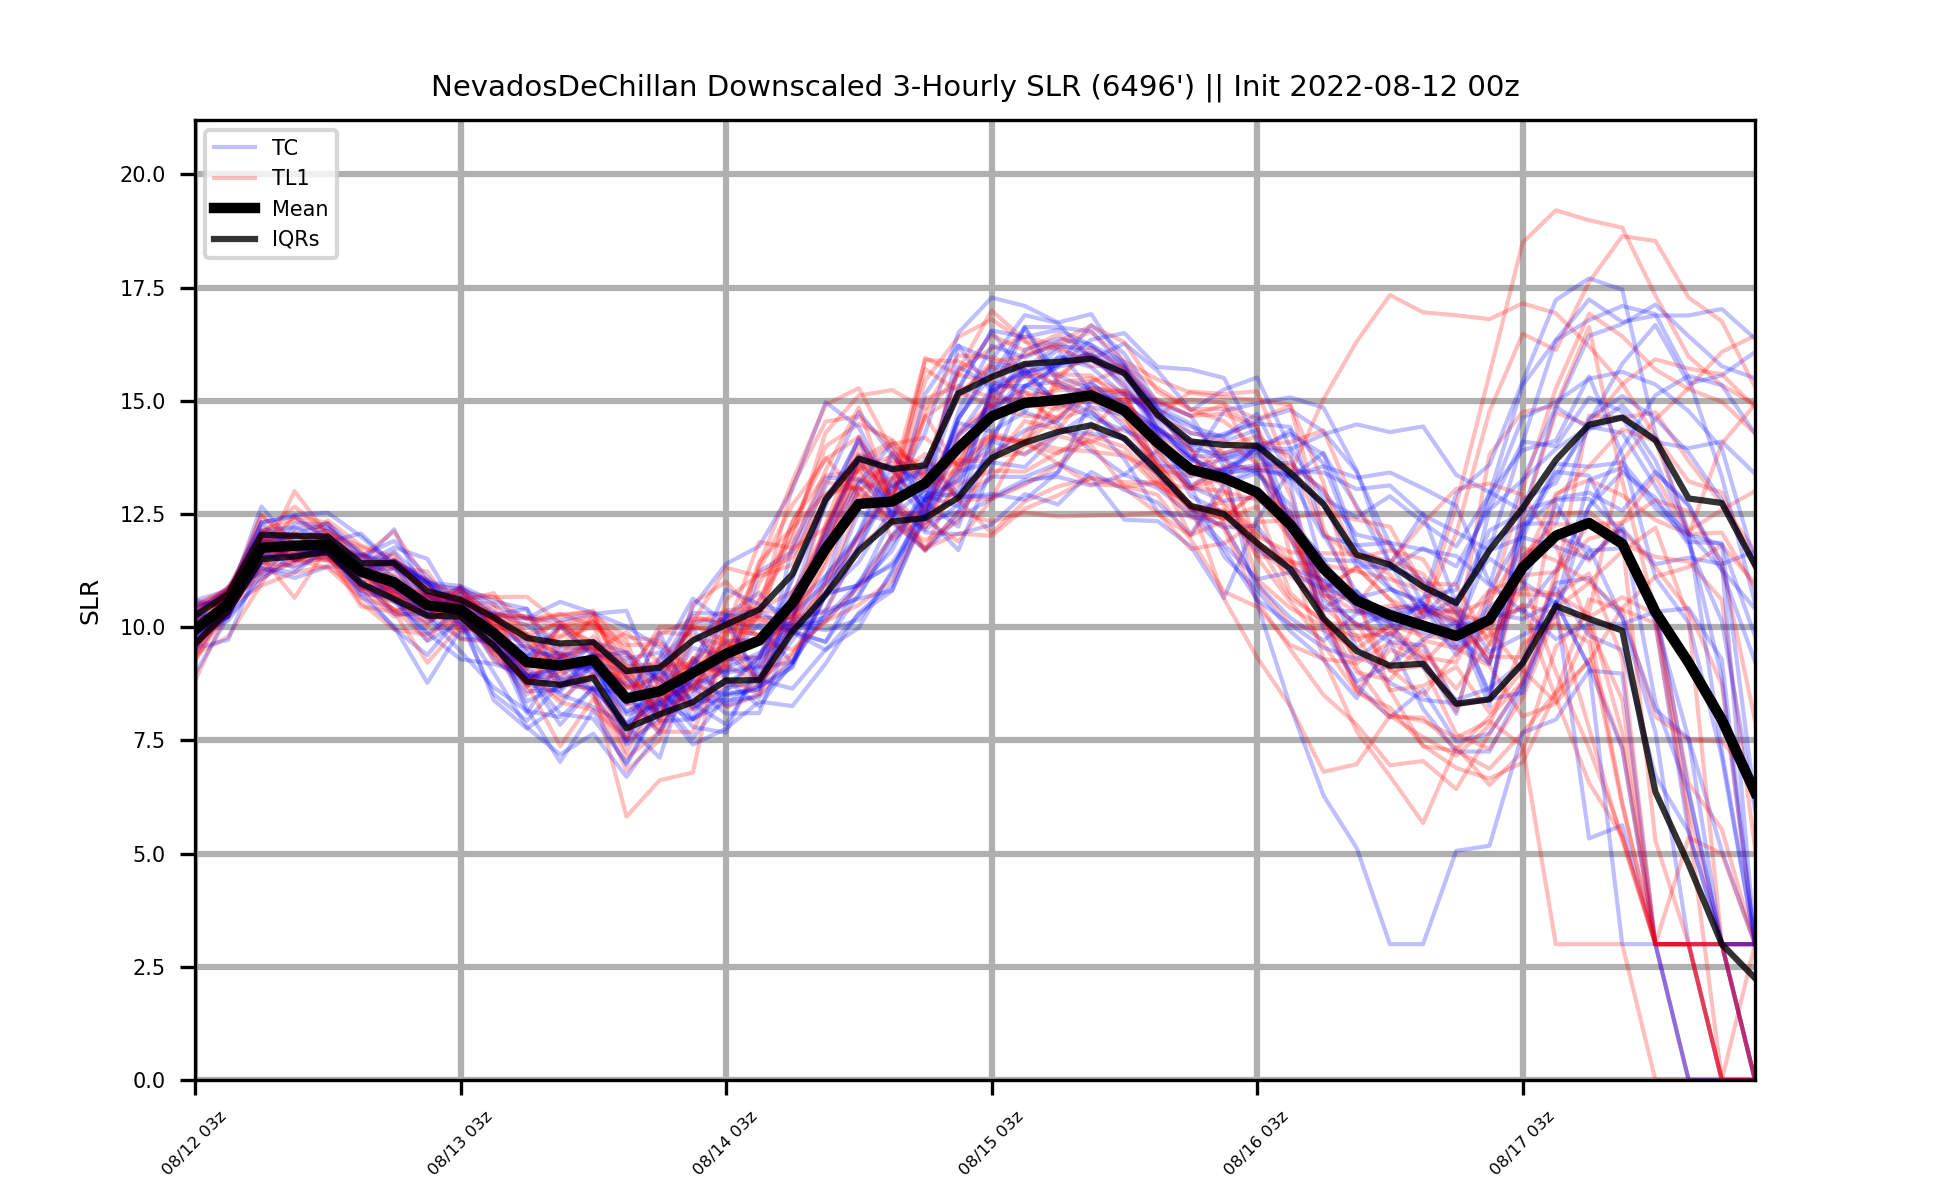 NevadosDeChillan Downscaled 3-Hourly SLR (6496') || Init 2022-08-12 00z
TC
TL1
Mean
IQRs
SLR
20.0
17.5
15.0
12.5
10.0
7.5
5.0
2.5
0.0
08/12 03z
08/13 03z
08/14 03z
08/15 03z
08/16 03z
08/17 03z